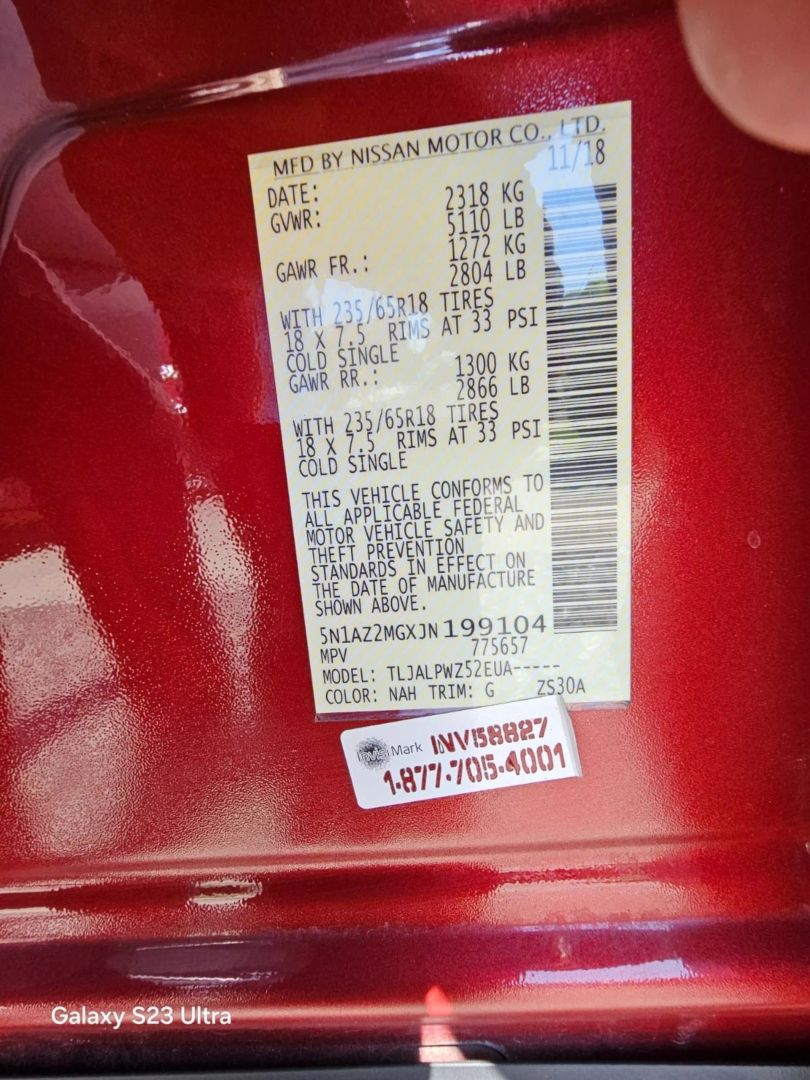 MFD BY NISSAN MOTOR CO., LTD.
DATE: 11/18
GVWR: 2318 KG
5110 LB
GAWR FR.: 1272 KG
2804 LB
WITH 235/65R18 TIRES
18 X 7.5 RIMS AT 33 PSI
COLD SINGLE
GAWR RR.: 1300 KG
2866 LB
WITH 235/65R18 TIRES
18 X 7.5 RIMS AT 33 PSI
COLD SINGLE
THIS VEHICLE CONFORMS TO
ALL APPLICABLE FEDERAL
MOTOR VEHICLE SAFETY AND
THEFT PREVENTION
STANDARDS IN EFFECT ON
THE DATE OF MANUFACTURE
SHOWN ABOVE.
5N1AZ2MGXJN199104
MPV 775657
MODEL: TLJALPWZ52EUA-----
COLOR: NAH TRIM: G ZS30A
InVisiMark INV58827
1-877-705-4001
Galaxy S23 Ultra